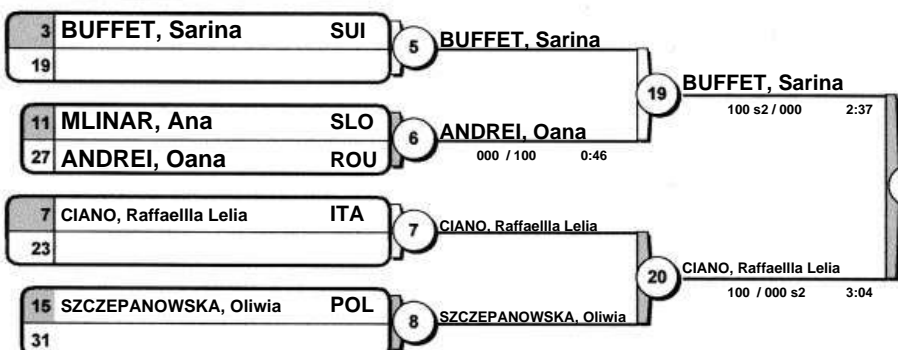 3 BUFFET, Sarina SUI
19
5
BUFFET, Sarina
11 MLINAR, Ana SLO
27 ANDREI, Oana ROU
6
ANDREI, Oana
000 / 100 0:46
19
BUFFET, Sarina
100 s2 / 000 2:37
7 CIANO, Raffaellla Lelia ITA
23
7
CIANO, Raffaellla Lelia
15 SZCZEPANOWSKA, Oliwia POL
31
8
SZCZEPANOWSKA, Oliwia
20
CIANO, Raffaellla Lelia
100 / 000 s2 3:04